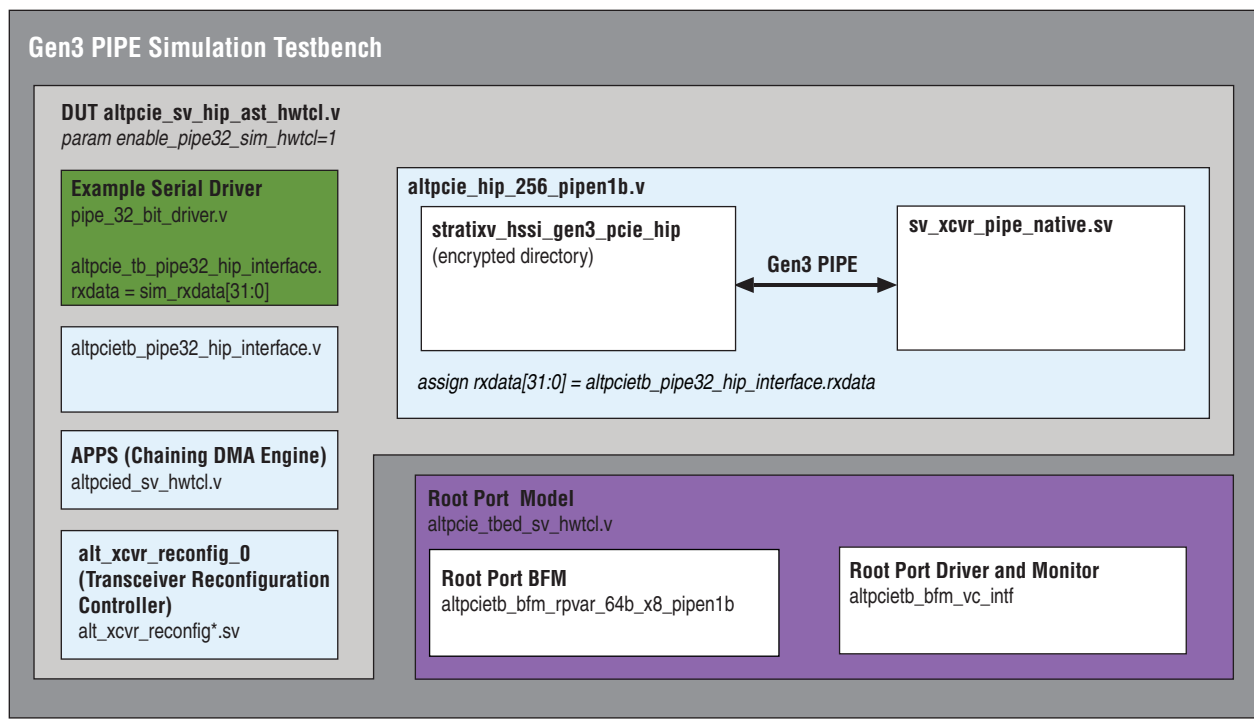 Gen3 PIPE Simulation Testbench
DUT altpcie_sv_hip_ast_hwtcl.v
param enable_pipe32_sim_hwtcl=1
Example Serial Driver
pipe_32_bit_driver.v
altpcie_tb_pipe32_hip_interface.
rxdata = sim_rxdata[31:0]
altpcietb_pipe32_hip_interface.v
APPS (Chaining DMA Engine)
altpcied_sv_hwtcl.v
alt_xcvr_reconfig_0
(Transceiver Reconfiguration
Controller)
alt_xcvr_reconfig*.sv
altpcie_hip_256_pipen1b.v
stratixv_hssi_gen3_pcie_hip
(encrypted directory)
Gen3 PIPE
sv_xcvr_pipe_native.sv
assign rxdata[31:0] = altpcietb_pipe32_hip_interface.rxdata
Root Port  Model
altpcie_tbed_sv_hwtcl.v
Root Port BFM
altpcietb_bfm_rpvar_64b_x8_pipen1b
Root Port Driver and Monitor
altpcietb_bfm_vc_intf